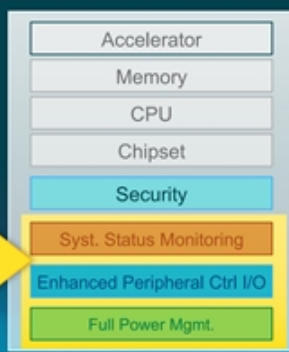 Accelerator
Memory
CPU
Chipset
Security
Syst. Status Monitoring
Enhanced Peripheral Ctrl I/O
Full Power Mgmt.